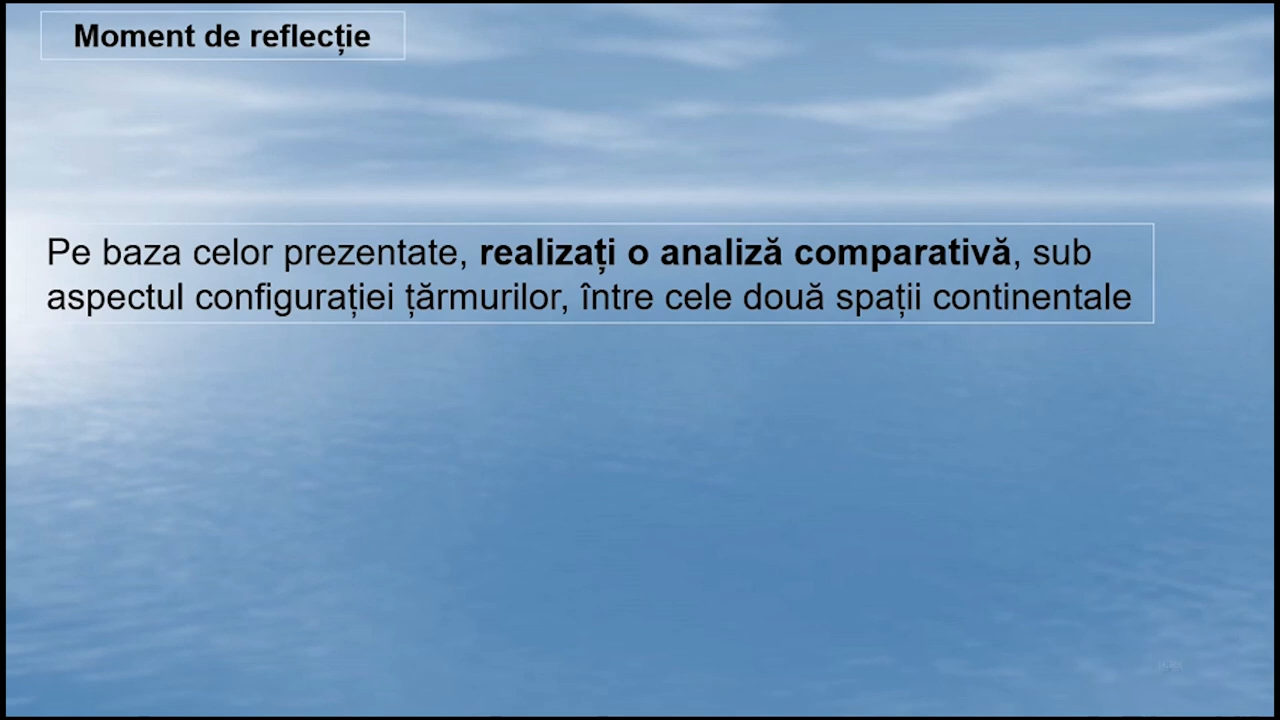 Moment de reflecție
Pe baza celor prezentate, realizați o analiză comparativă, sub
aspectul configurației țărmurilor, între cele două spații continentale